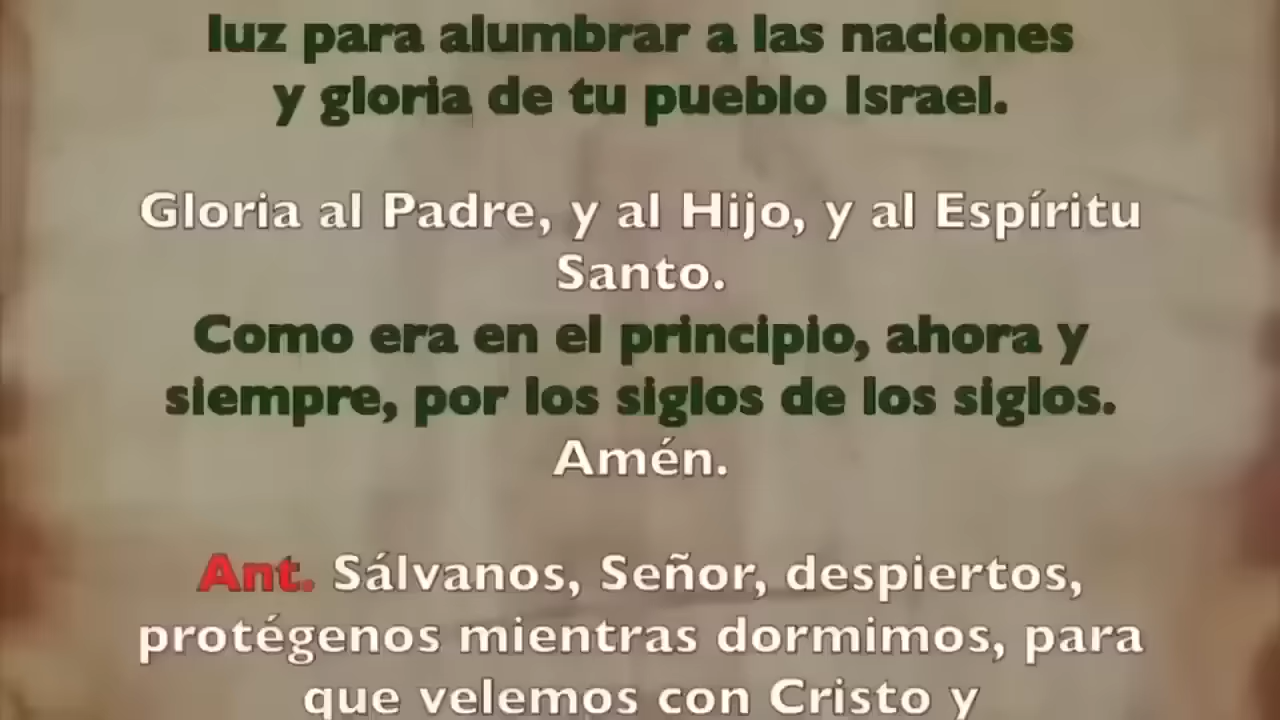 luz para alumbrar a las naciones
y gloria de tu pueblo Israel.
Gloria al Padre, y al Hijo, y al Espíritu
Santo.
Como era en el principio, ahora y
siempre, por los siglos de los siglos.
Amén.
Ant. Sálvanos, Señor, despiertos,
protégenos mientras dormimos, para
que velemos con Cristo y